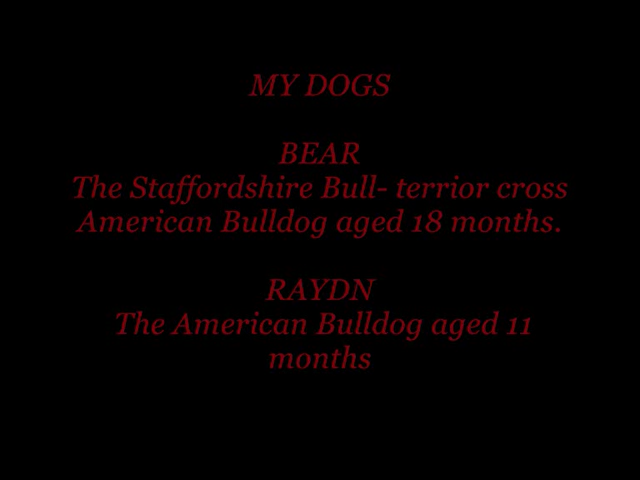 MY DOGS
BEAR
The Staffordshire Bull- terrior cross
American Bulldog aged 18 months.
RAYDN
The American Bulldog aged 11
months